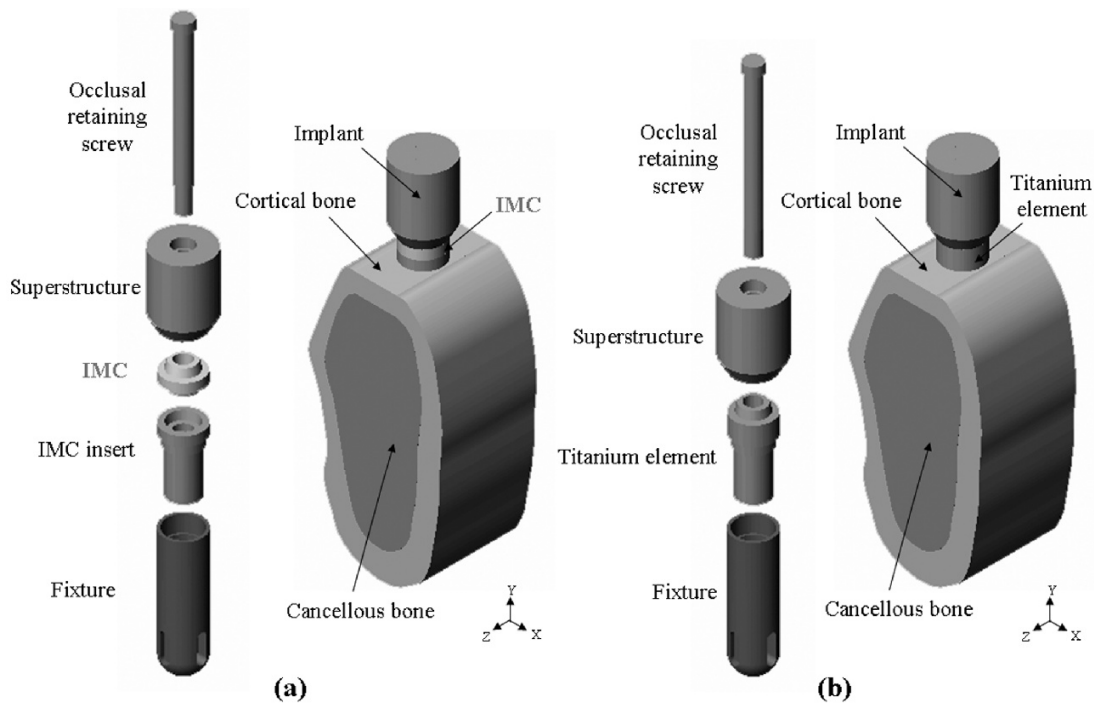 Occlusal
retaining
screw
Superstructure
IMC
IMC insert
Fixture
Implant
Cortical bone
IMC
Cancellous bone
Y
Z
X
(a)
Occlusal
retaining
screw
Superstructure
Titanium element
Fixture
Implant
Titanium
element
Cortical bone
Cancellous bone
Y
Z
X
(b)